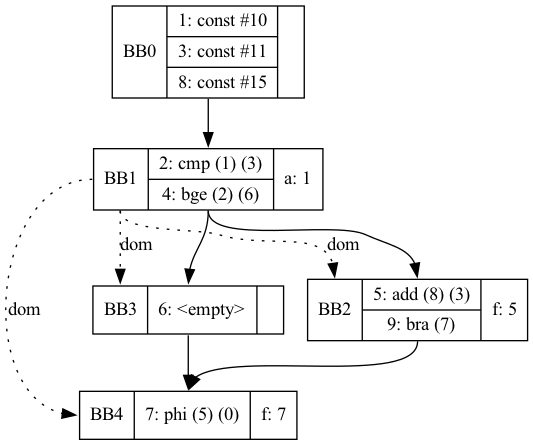 BB0
1: const #10
3: const #11
8: const #15
BB1
2: cmp (1) (3)
4: bge (2) (6)
a: 1
dom
dom
BB3
6: <empty>
BB2
5: add (8) (3)
9: bra (7)
f: 5
dom
BB4
7: phi (5) (0)
f: 7